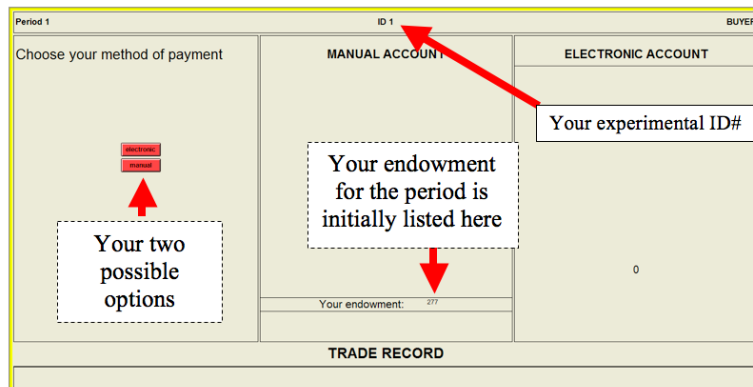 Period 1
ID 1
BUYER
Choose your method of payment
MANUAL ACCOUNT
ELECTRONIC ACCOUNT
Your experimental ID#
electronic
manual
Your endowment
for the period is
initially listed here
Your two
possible
options
0
Your endowment: 277
TRADE RECORD